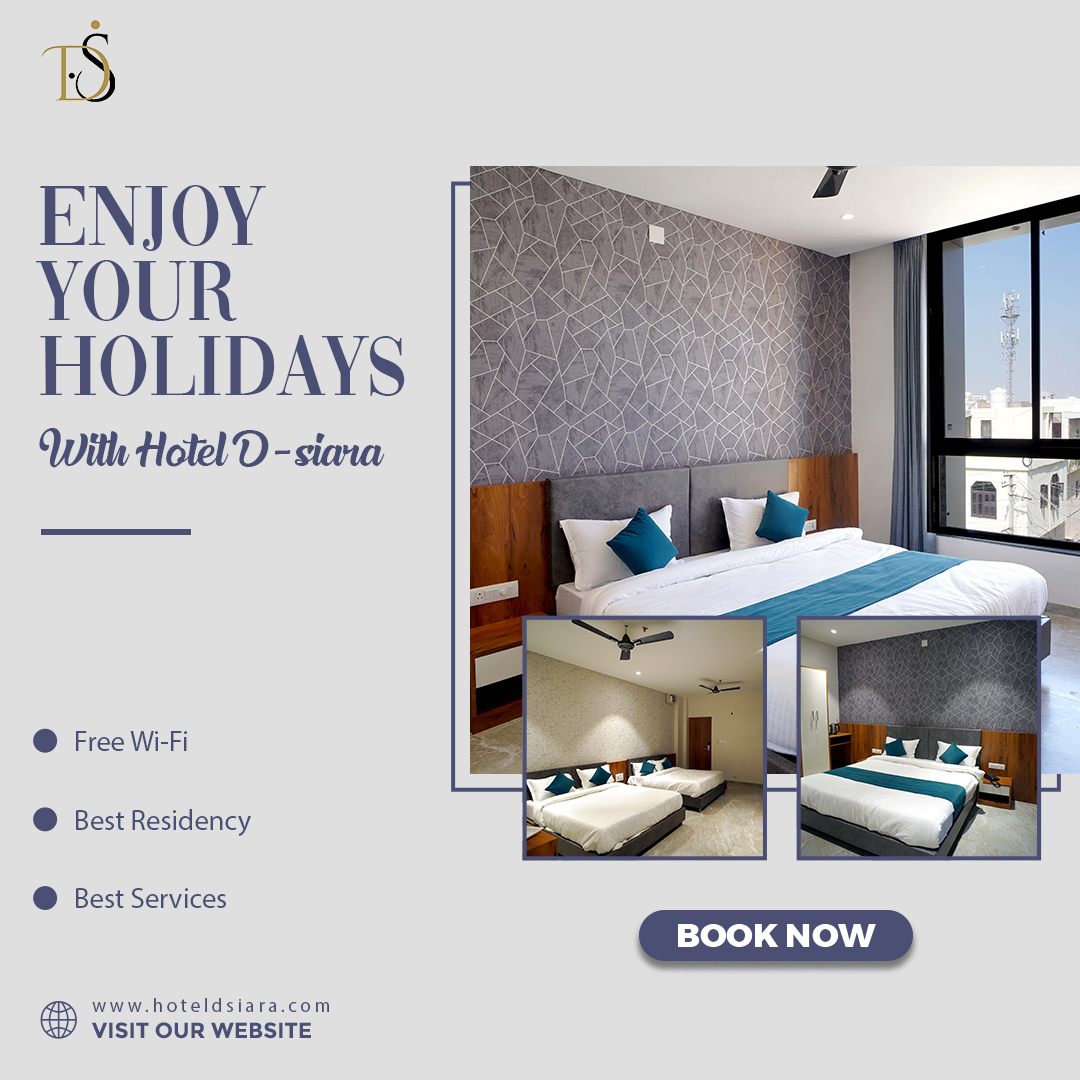 DS
ENJOY
YOUR
HOLIDAYS
With Hotel D-siara
Free Wi-Fi
Best Residency
Best Services
BOOK NOW
www.hoteldsiara.com
VISIT OUR WEBSITE